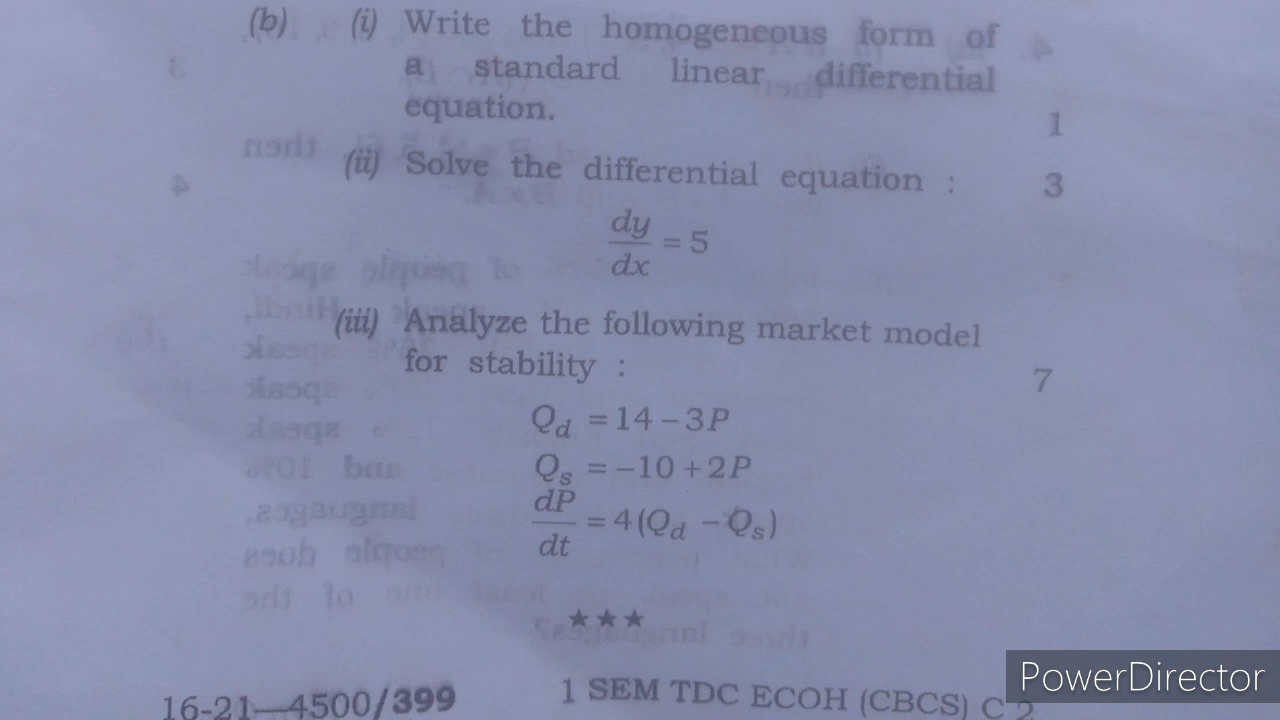 (b) (i) Write the homogeneous form of
a standard linear differential
equation. 1
(ii) Solve the differential equation : 3
dy/dx = 5
(iii) Analyze the following market model
for stability : 7
Q_d = 14 – 3P
Q_s = –10 + 2P
dP/dt = 4(Q_d – Q_s)
★★★
16-21—4500/399 1 SEM TDC ECOH (CBCS) C 2
PowerDirector